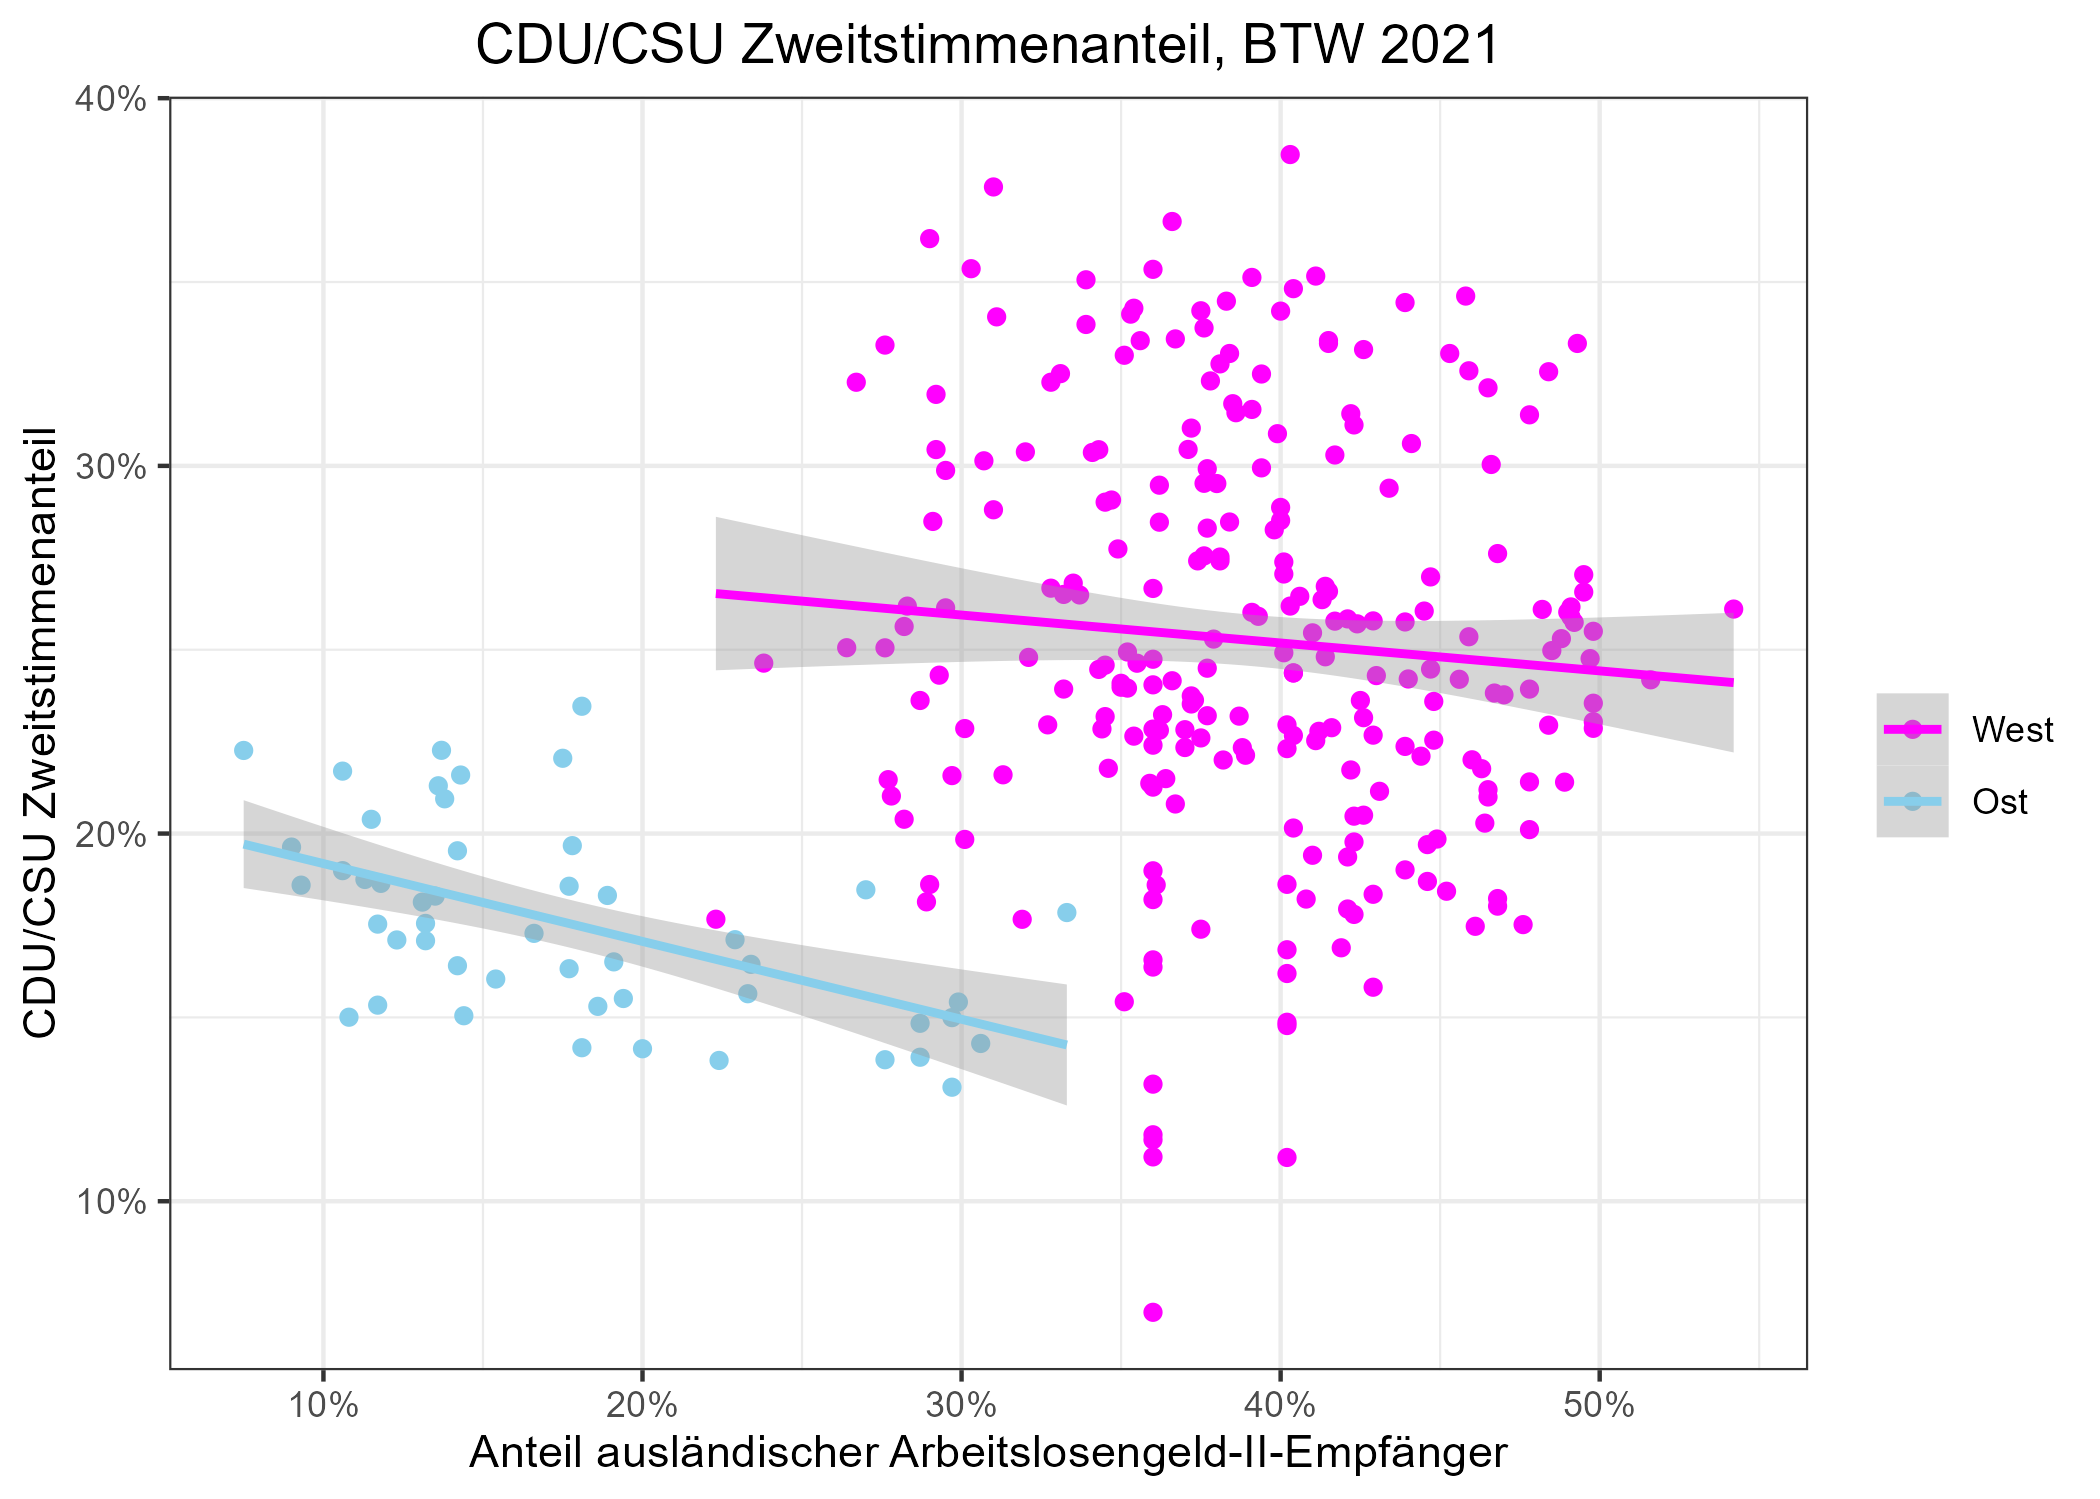 CDU/CSU Zweitstimmenanteil, BTW 2021
CDU/CSU Zweitstimmenanteil
40%
30%
20%
10%
10%
20%
30%
40%
50%
Anteil ausländischer Arbeitslosengeld-II-Empfänger
West
Ost